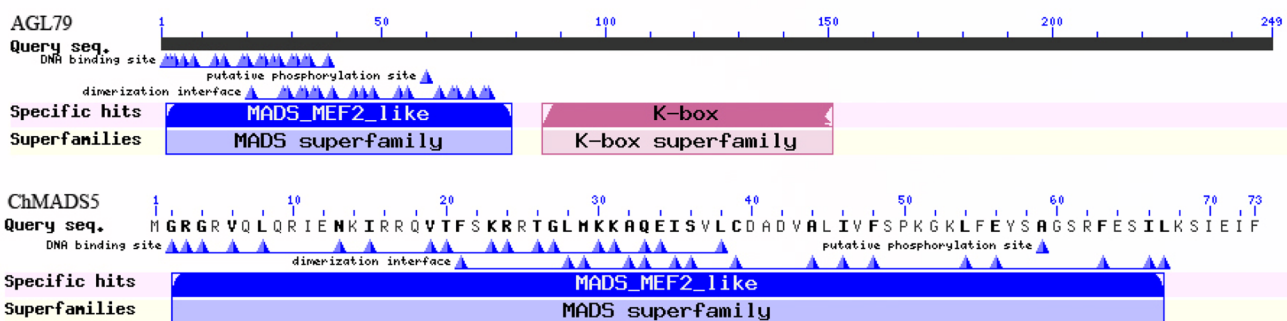 AGL79
1 50 100 150 200 249
Query seq.
DNA binding site
putative phosphorylation site
dimerization interface
Specific hits MADS_MEF2_like K-box
Superfamilies MADS superfamily K-box superfamily
ChMADS5
1 10 20 30 40 50 60 70 73
Query seq. MGRGRVQLQRIENKIRRQVTFSKRRTGLMKKAQEISVLCDADVALIVFSPKGKLFEYSAGSRFESILKSIEIF
DNA binding site putative phosphorylation site
dimerization interface
Specific hits MADS_MEF2_like
Superfamilies MADS superfamily